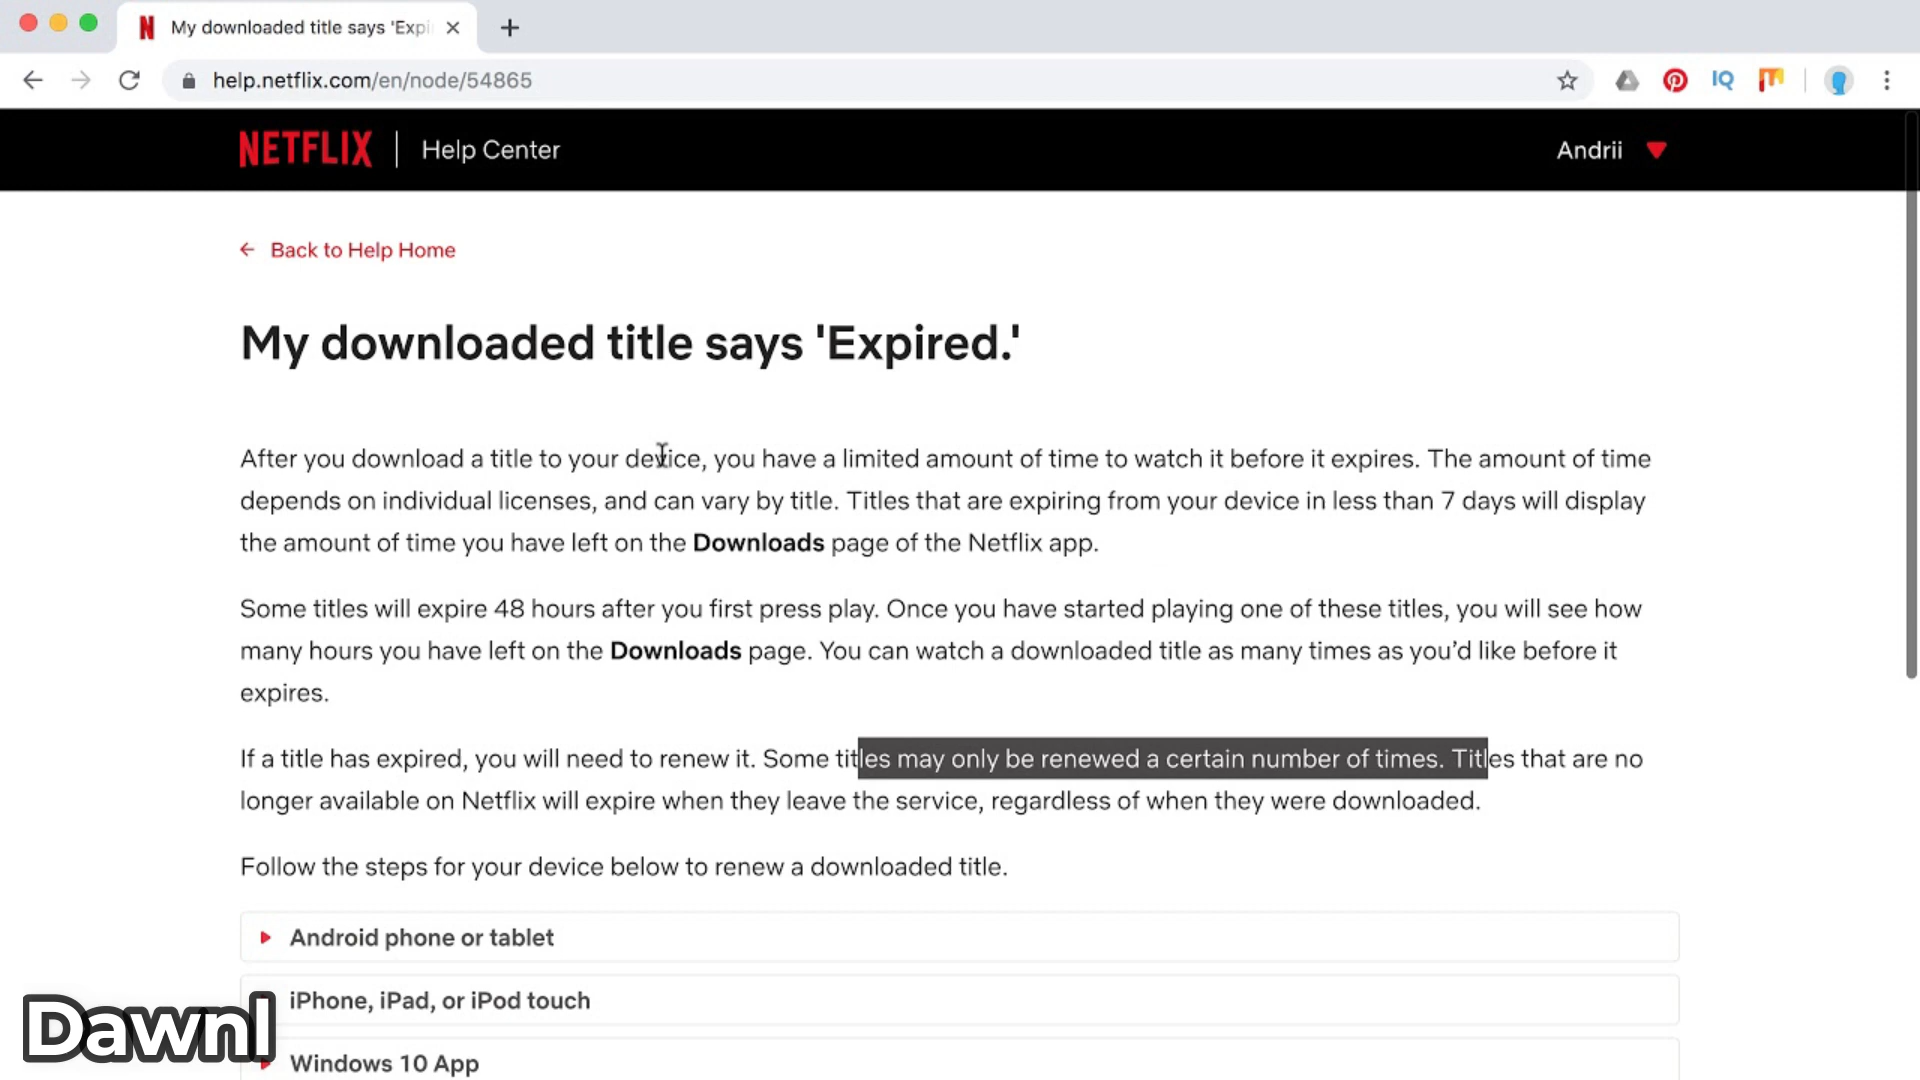 My downloaded title says 'Expi
help.netflix.com/en/node/54865
IQ
NETFLIX | Help Center
Andrii
← Back to Help Home
My downloaded title says 'Expired.'
After you download a title to your device, you have a limited amount of time to watch it before it expires. The amount of time
depends on individual licenses, and can vary by title. Titles that are expiring from your device in less than 7 days will display
the amount of time you have left on the Downloads page of the Netflix app.
Some titles will expire 48 hours after you first press play. Once you have started playing one of these titles, you will see how
many hours you have left on the Downloads page. You can watch a downloaded title as many times as you’d like before it
expires.
If a title has expired, you will need to renew it. Some titles may only be renewed a certain number of times. Titles that are no
longer available on Netflix will expire when they leave the service, regardless of when they were downloaded.
Follow the steps for your device below to renew a downloaded title.
Android phone or tablet
iPhone, iPad, or iPod touch
Windows 10 App
Dawnl